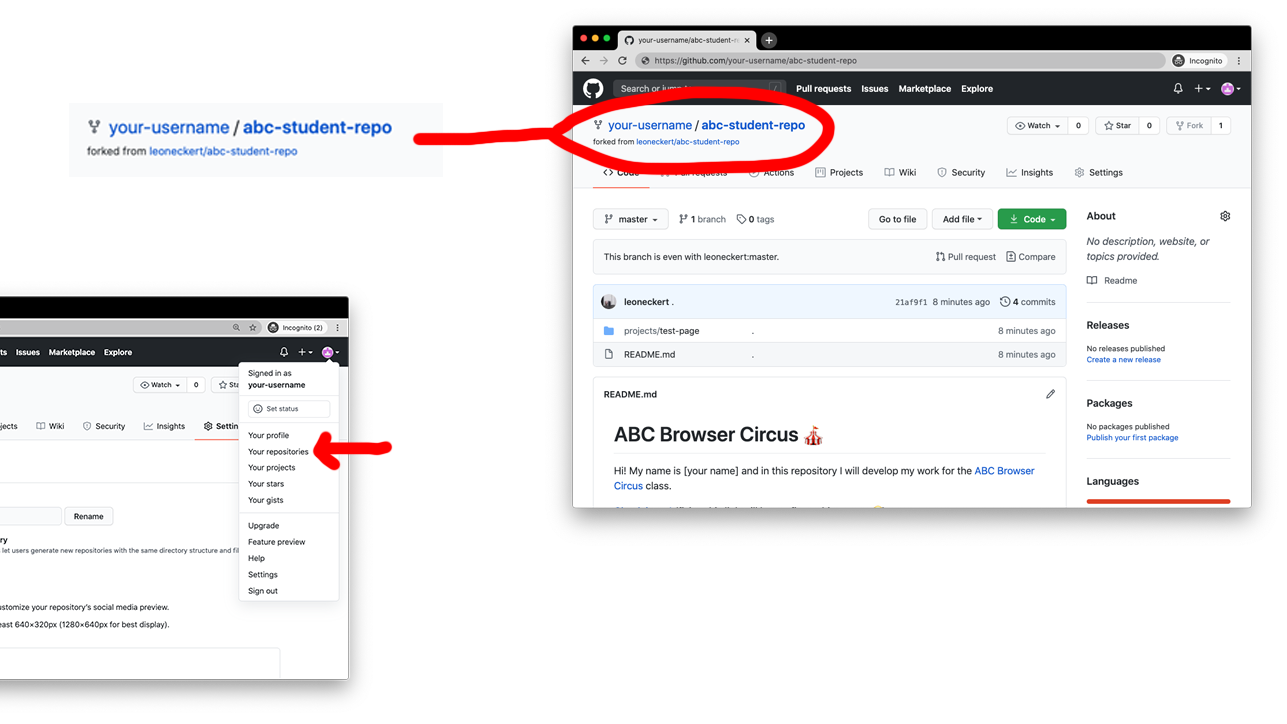 your-username / abc-student-repo
forked from leoneckert/abc-student-repo
your-username/abc-student-r
https://github.com/your-username/abc-student-repo
Incognito
Search or jump
/
Pull requests
Issues
Marketplace
Explore
your-username / abc-student-repo
forked from leoneckert/abc-student-repo
Watch 0
Star 0
Fork 1
Code
Pull requests
Actions
Projects
Wiki
Security
Insights
Settings
master
1 branch
0 tags
Go to file
Add file
Code
This branch is even with leoneckert:master.
Pull request
Compare
leoneckert .
21af9f1 8 minutes ago
4 commits
projects/test-page . 8 minutes ago
README.md . 8 minutes ago
README.md
ABC Browser Circus 🎪
Hi! My name is [your name] and in this repository I will develop my work for the ABC Browser
Circus class.
About
No description, website, or
topics provided.
Readme
Releases
No releases published
Create a new release
Packages
No packages published
Publish your first package
Languages
Incognito (2)
ts Issues Marketplace Explore
Watch 0
Sta
jects
Wiki
Security
Insights
Settin
Signed in as
your-username
Set status
Your profile
Your repositories
Your projects
Your stars
Your gists
Upgrade
Feature preview
Help
Settings
Sign out
Rename
ry
let users generate new repositories with the same directory structure and fil
ustomize your repository's social media preview.
east 640×320px (1280×640px for best display).